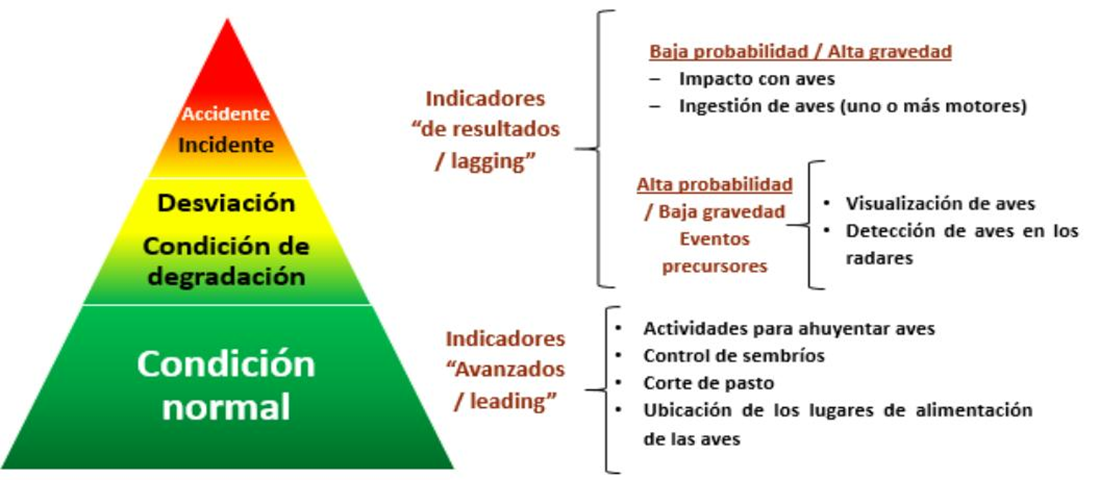 Accidente
Incidente
Desviación
Condición de
degradación
Condición
normal
Indicadores
“de resultados
/ lagging”
Baja probabilidad / Alta gravedad
– Impacto con aves
– Ingestión de aves (uno o más motores)
Alta probabilidad
/ Baja gravedad
Eventos
precursores
• Visualización de aves
• Detección de aves en los
radares
Indicadores
“Avanzados
/ leading”
• Actividades para ahuyentar aves
• Control de sembríos
• Corte de pasto
• Ubicación de los lugares de alimentación
de las aves